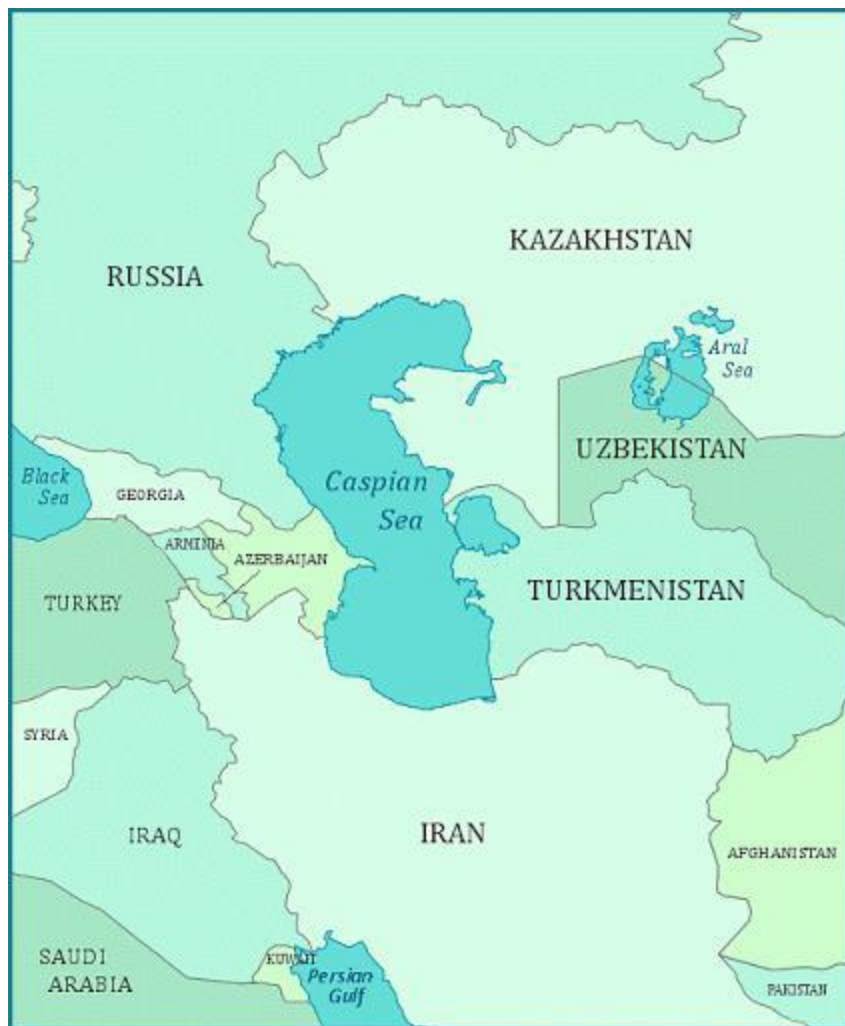 KAZAKHSTAN
RUSSIA
Aral
Sea
UZBEKISTAN
Black
Sea
Caspian
Sea
GEORGIA
ARMINIA
AZERBAIJAN
TURKEY
TURKMENISTAN
SYRIA
IRAQ
IRAN
AFGHANISTAN
SAUDI
ARABIA
KUWAIT
Persian
Gulf
PAKISTAN